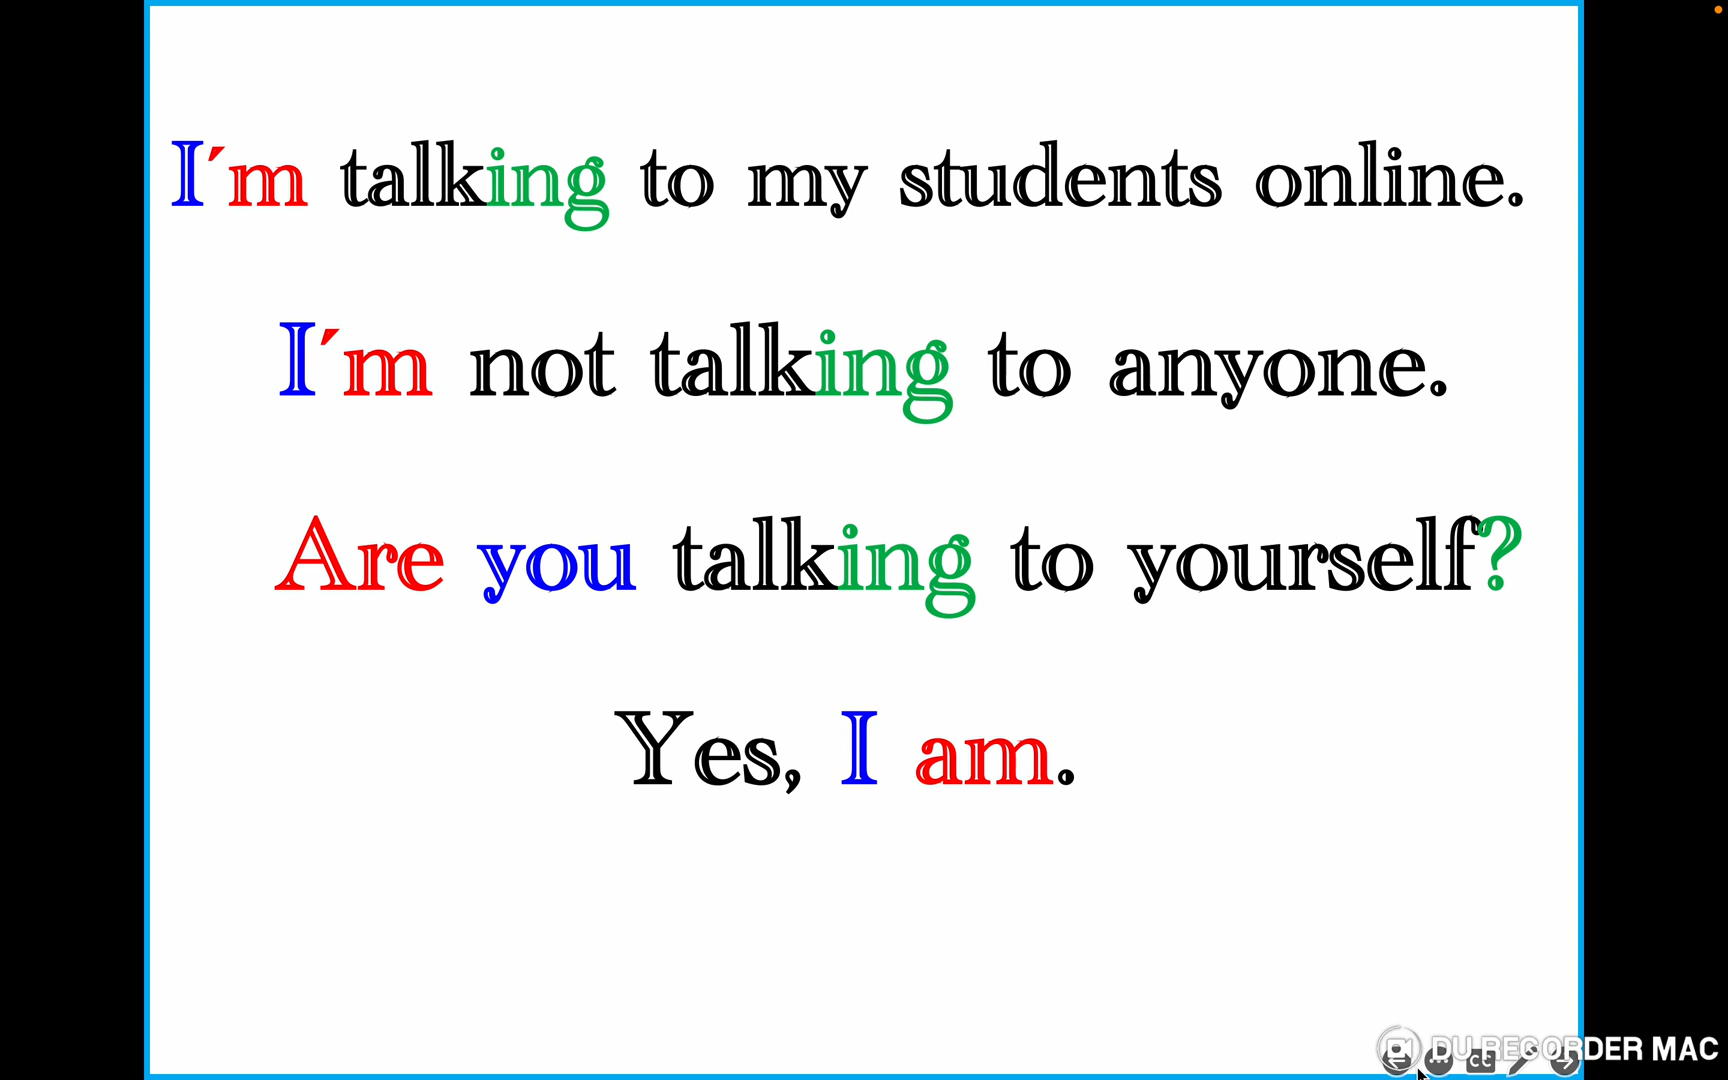 I´m talking to my students online.
I´m not talking to anyone.
Are you talking to yourself?
Yes, I am.
CC
DU RECORDER MAC